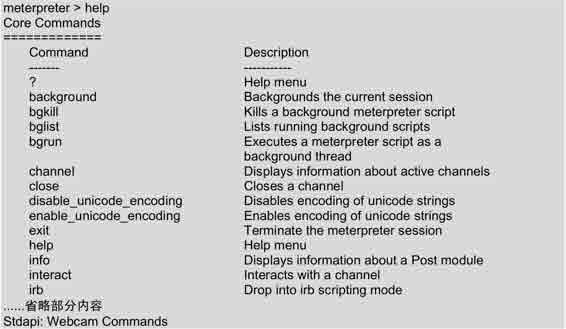 meterpreter > help
Core Commands
=============
Command Description
------- -----------
? Help menu
background Backgrounds the current session
bgkill Kills a background meterpreter script
bglist Lists running background scripts
bgrun Executes a meterpreter script as a
background thread
channel Displays information about active channels
close Closes a channel
disable_unicode_encoding Disables encoding of unicode strings
enable_unicode_encoding Enables encoding of unicode strings
exit Terminate the meterpreter session
help Help menu
info Displays information about a Post module
interact Interacts with a channel
irb Drop into irb scripting mode
......省略部分内容
Stdapi: Webcam Commands